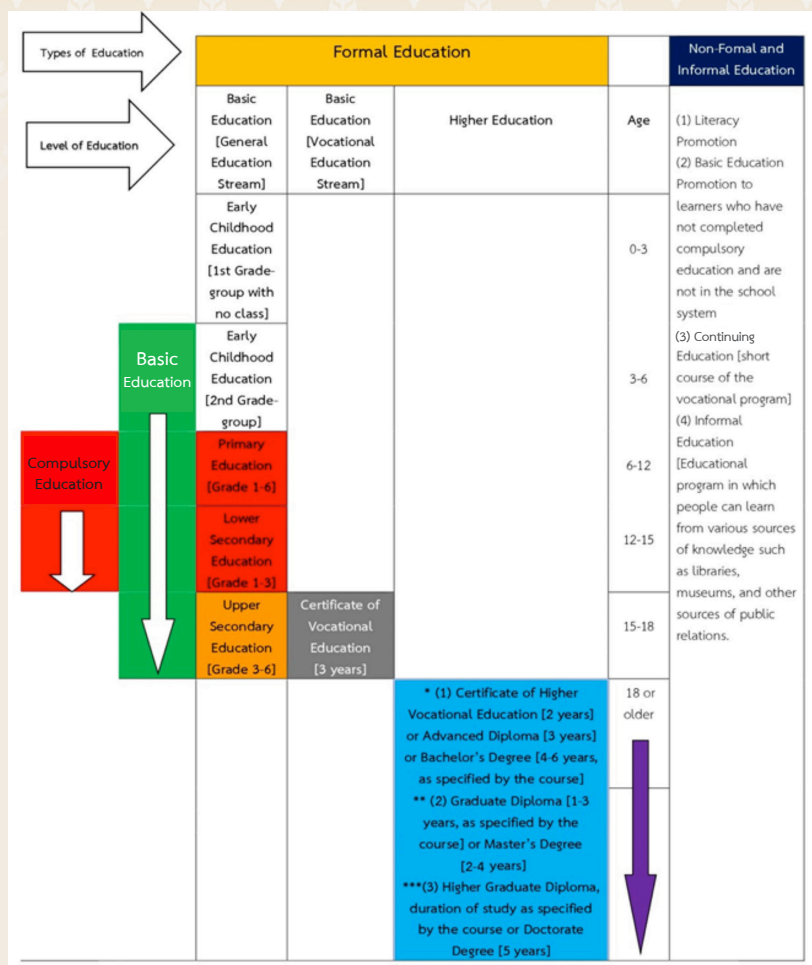 Types of Education
Formal Education
Non-Fomal and
Informal Education
Level of Education
Basic
Education
[General
Education
Stream]
Basic
Education
[Vocational
Education
Stream]
Higher Education
Age
(1) Literacy
Promotion
(2) Basic Education
Promotion to
learners who have
not completed
compulsory
education and are
not in the school
system
(3) Continuing
Education [short
course of the
vocational program]
(4) Informal
Education
[Educational
program in which
people can learn
from various sources
of knowledge such
as libraries,
museums, and other
sources of public
relations.
Early
Childhood
Education
[1st Grade-
group with
no class]
0-3
Basic
Education
Early
Childhood
Education
[2nd Grade-
group]
3-6
Compulsory
Education
Primary
Education
[Grade 1-6]
6-12
Lower
Secondary
Education
[Grade 1-3]
12-15
Upper
Secondary
Education
[Grade 3-6]
Certificate of
Vocational
Education
[3 years]
15-18
* (1) Certificate of Higher
Vocational Education [2 years]
or Advanced Diploma [3 years]
or Bachelor's Degree [4-6 years,
as specified by the course]
** (2) Graduate Diploma [1-3
years, as specified by the
course] or Master's Degree
[2-4 years]
***(3) Higher Graduate Diploma,
duration of study as specified
by the course or Doctorate
Degree [5 years]
18 or
older